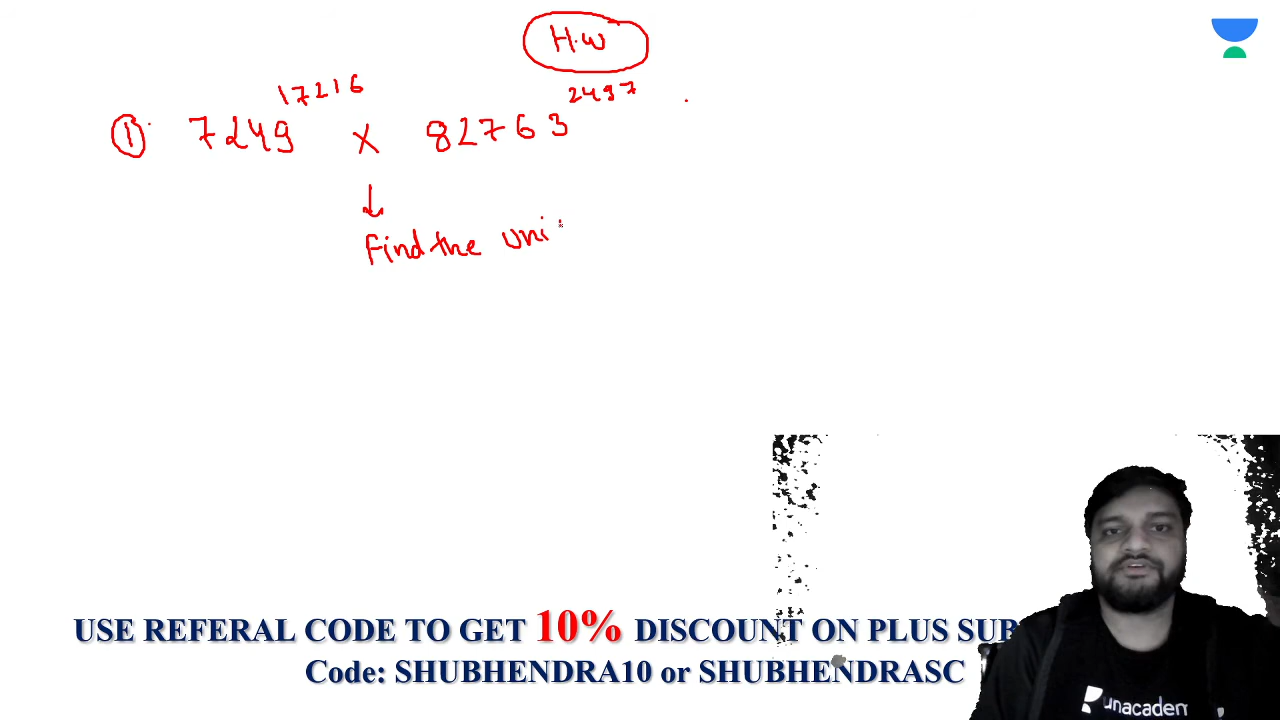 H.W
① 7249^17216 x 82763^2497
↓
Find the Uni
USE REFERAL CODE TO GET 10% DISCOUNT ON PLUS SUB
Code: SHUBHENDRA10 or SHUBHENDRASC
unacadem